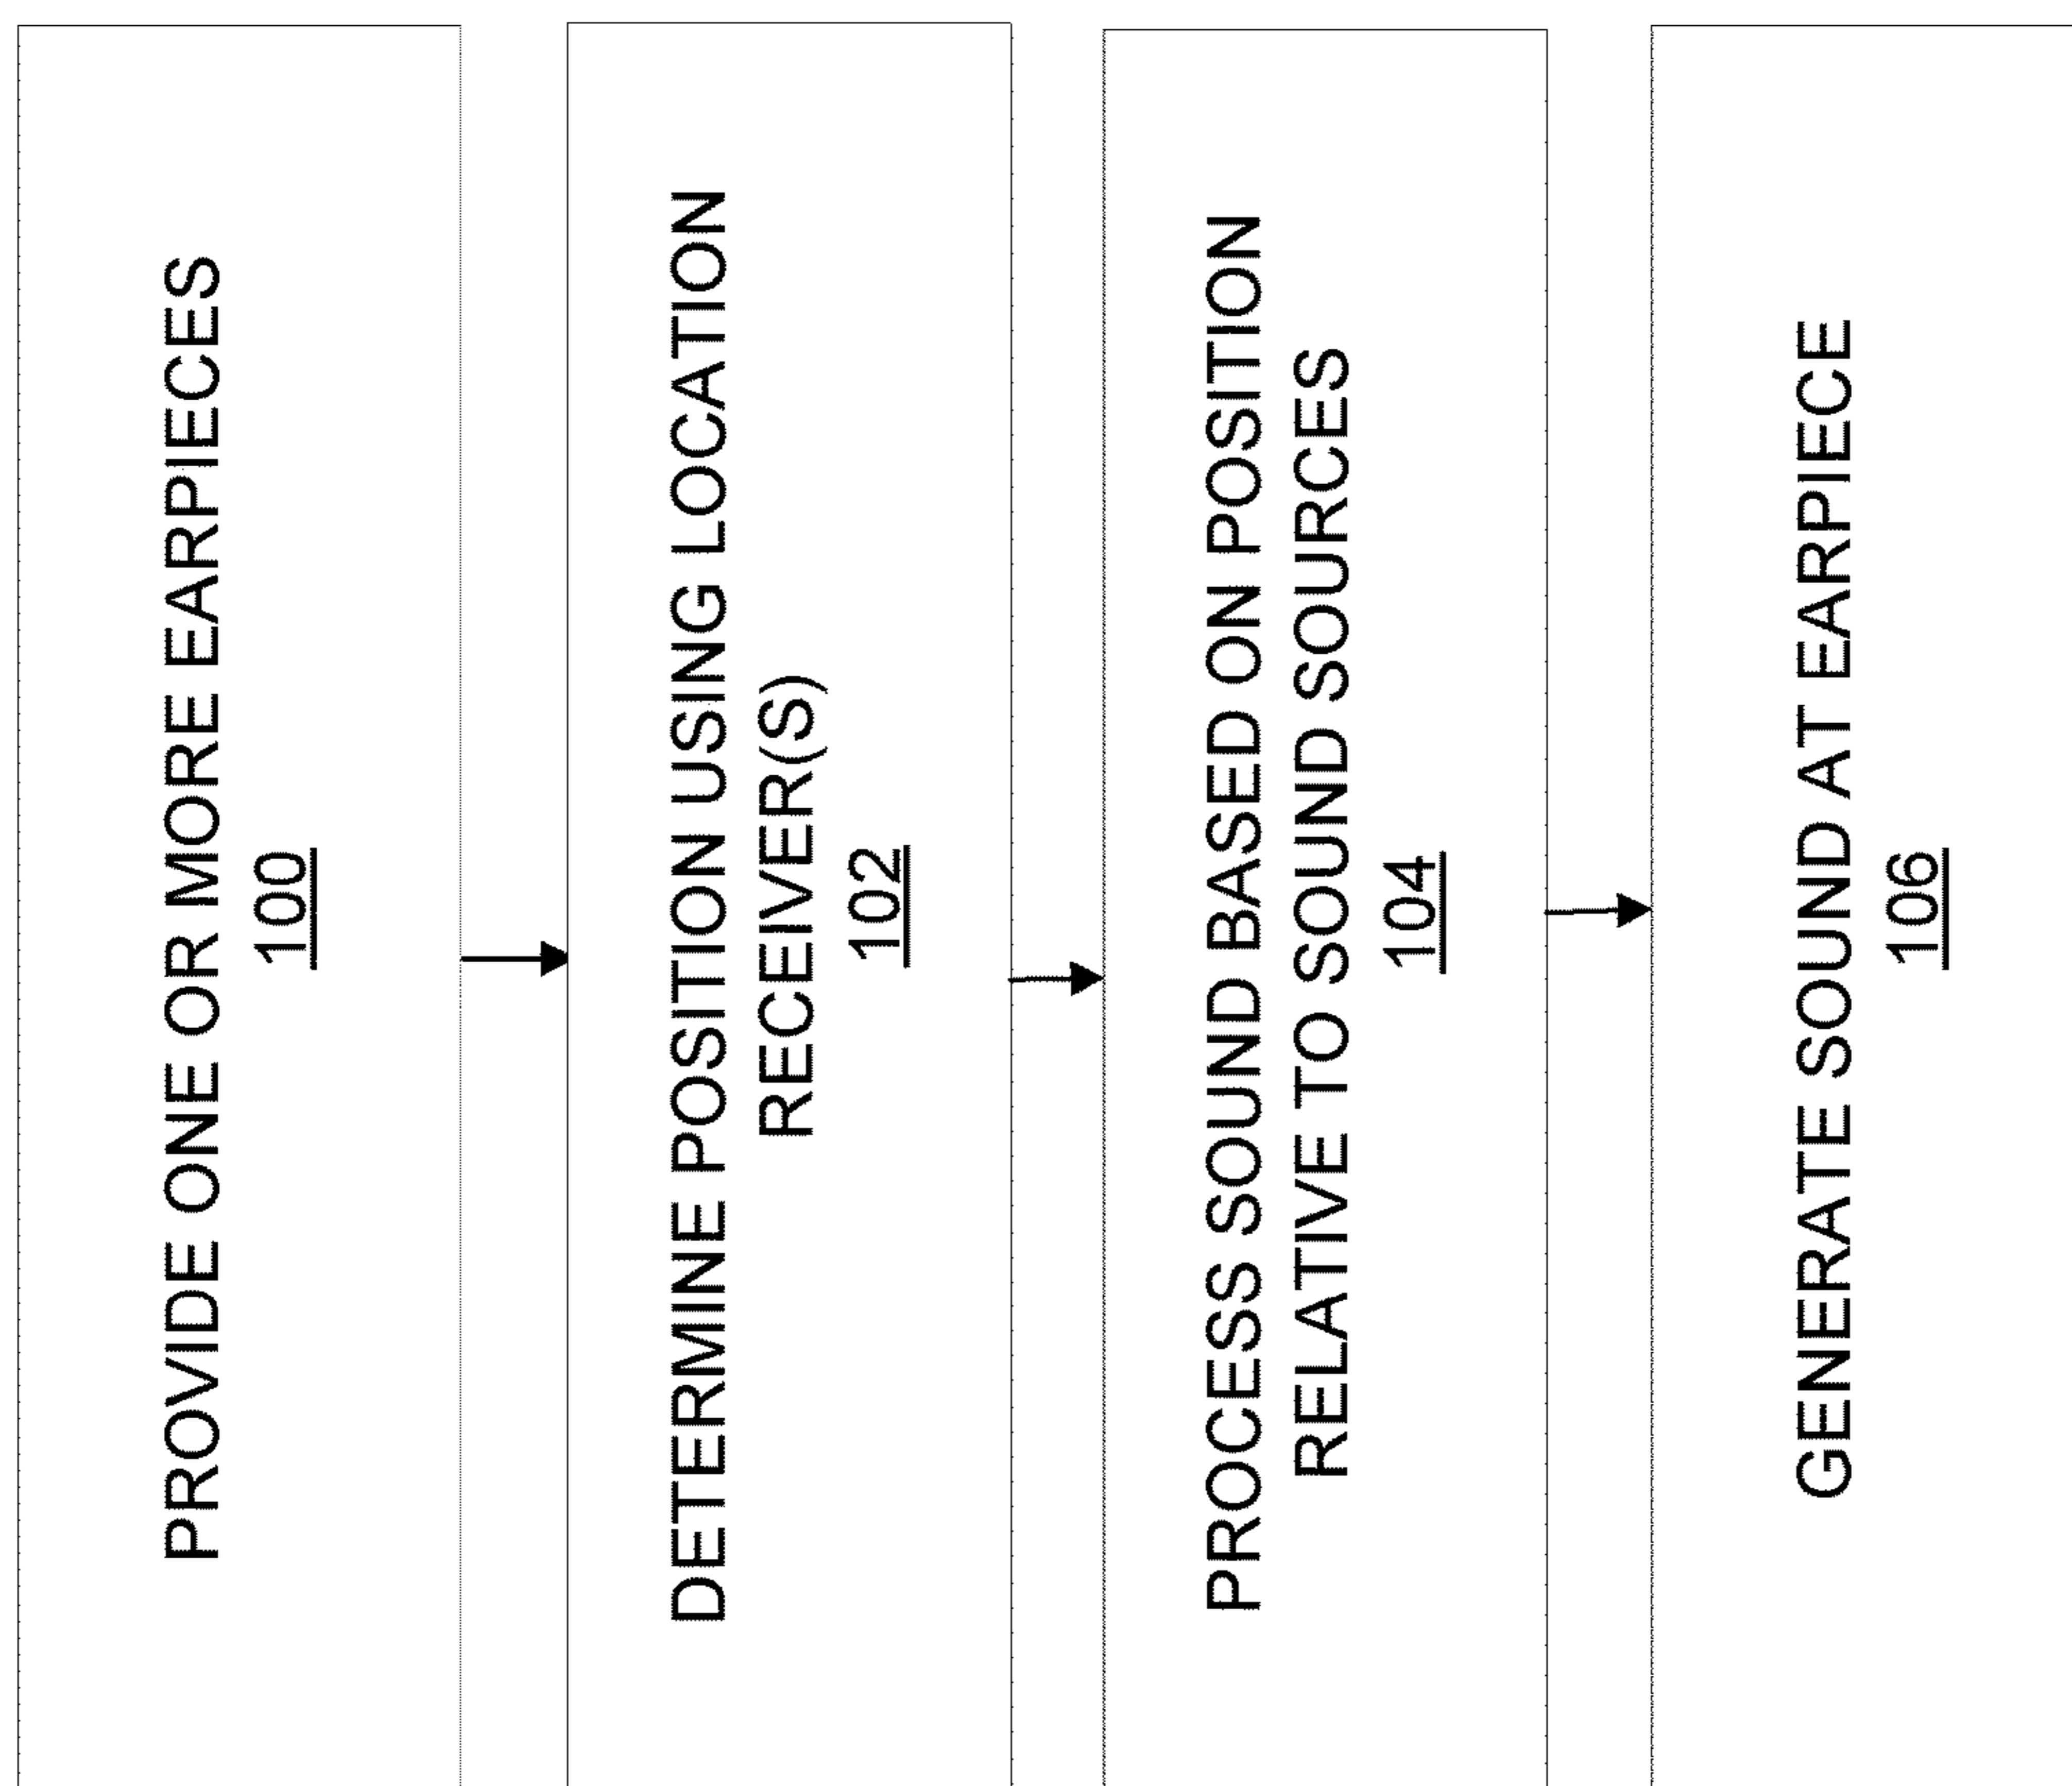 PROVIDE ONE OR MORE EARPIECES
100
DETERMINE POSITION USING LOCATION
RECEIVER(S)
102
PROCESS SOUND BASED ON POSITION
RELATIVE TO SOUND SOURCES
104
GENERATE SOUND AT EARPIECE
106